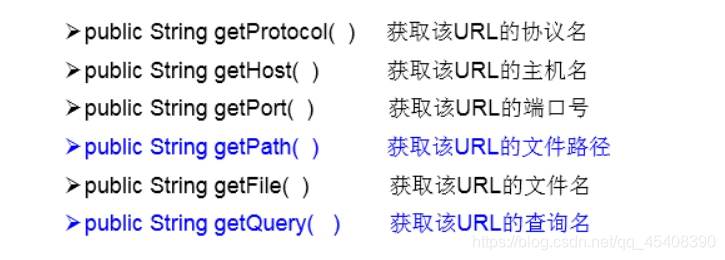 ➢public String getProtocol(  ) 获取该URL的协议名
➢public String getHost(  ) 获取该URL的主机名
➢public String getPort(  ) 获取该URL的端口号
➢public String getPath(  ) 获取该URL的文件路径
➢public String getFile(  ) 获取该URL的文件名
➢public String getQuery(   ) 获取该URL的查询名
https://blog.csdn.net/qq_45408390